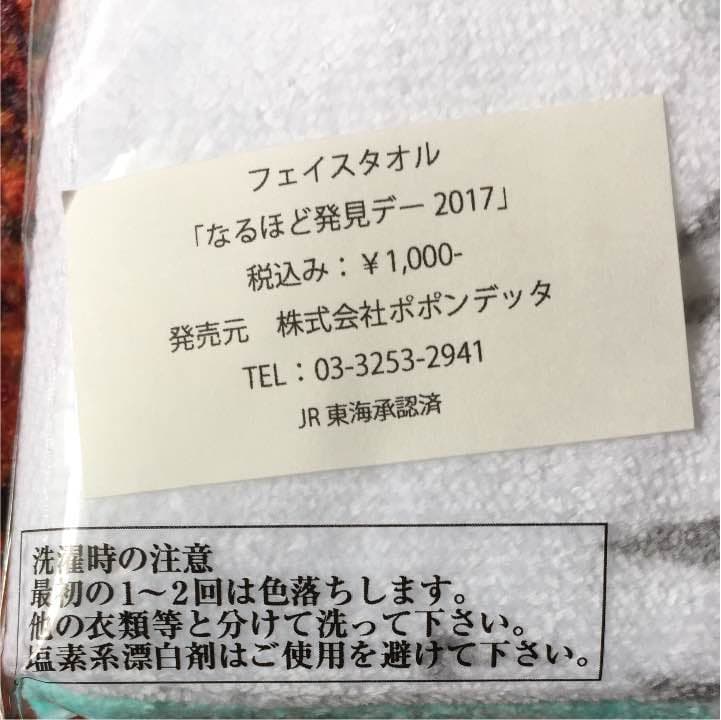 フェイスタオル
「なるほど発見デー 2017」
税込み：￥1,000-
発売元　株式会社ポポンデッタ
TEL：03-3253-2941
JR 東海承認済
洗濯時の注意
最初の1～2回は色落ちします。
他の衣類等と分けて洗って下さい。
塩素系漂白剤はご使用を避けて下さい。